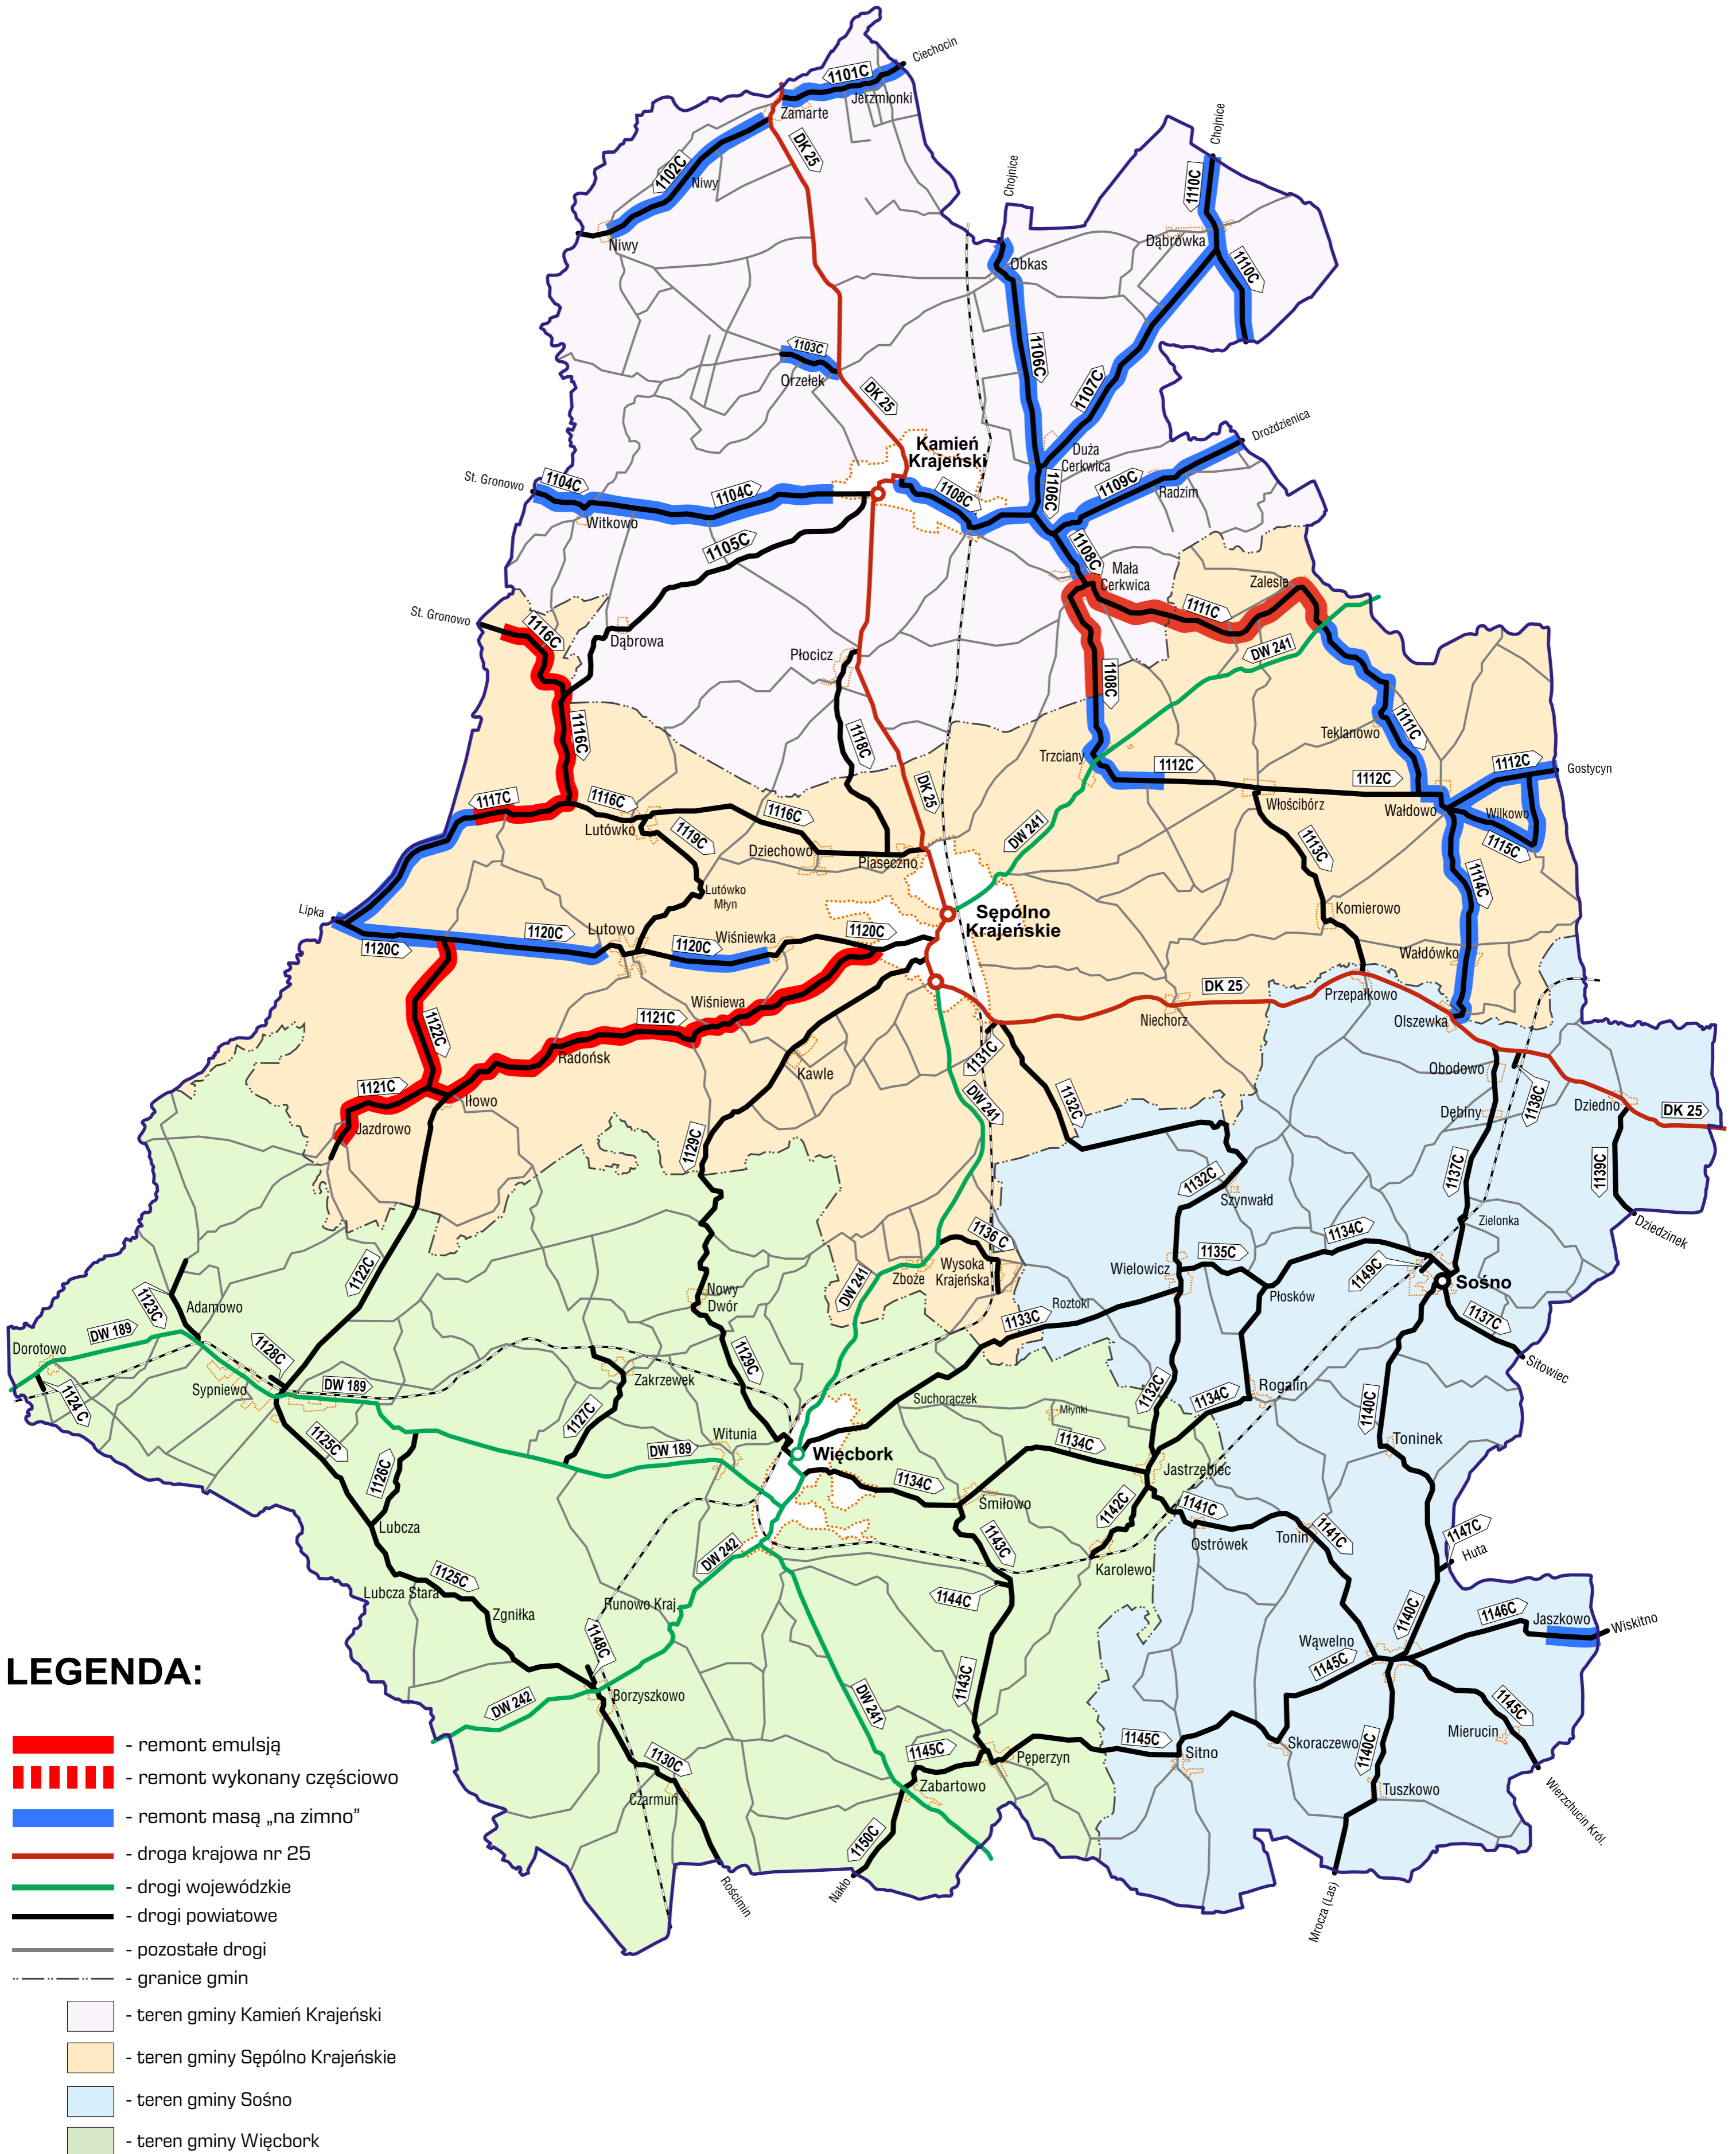 Ciechocin
1101C
Jerzmionki
Zamarte
DK 25
1102C
Niwy
Niwy
Chojnice
Chojnice
1110C
Dąbrówka
1110C
Obkas
1106C
1107C
1103C
Orzełek
DK 25
Kamień
Krajeński
Duża
Cerkwica
Drożdzienica
St. Gronowo
1104C
1104C
Witkowo
1108C
1106C
1109C
Radzim
1105C
1108C
Mała
Cerkwica
Zalesie
1111C
St. Gronowo
1116C
Dąbrowa
Płocicz
DW 241
1108C
1116C
1118C
Teklanowo
1111C
Trzciany
1112C
1112C
1112C
Gostycyn
DK 25
Włościbórz
Wałdowo
Wilkowo
1117C
1116C
1116C
Lutówko
1119C
Dziechowo
Piaseczno
DW 241
1113C
1115C
1114C
Lutówko
Młyn
Lipka
Sępólno
Krajeńskie
Komierowo
1120C
1120C
Lutowo
1120C
Wiśniewka
1120C
Wałdówko
Wiśniewa
DK 25
Przepałkowo
1121C
Niechorz
Olszewka
1122C
Radońsk
Kawle
1131C
Obodowo
1138C
1121C
Iłowo
Jazdrowo
DW 241
1132C
Dębiny
Dziedno
DK 25
1129C
1137C
1139C
1132C
Szynwałd
Zielonka
Dziedzinek
1136 C
1134C
1122C
Zboże
Wysoka
Krajeńska
Wielowicz
1135C
1149C
Sośno
1123C
Adamowo
Nowy
Dwór
DW 241
Roztoki
Płosków
1133C
1137C
DW 189
Dorotowo
1128C
Sitowiec
1124 C
Sypniewo
DW 189
1129C
Zakrzewek
Suchorączek
1132C
1134C
Rogalin
1140C
Młynki
1127C
Witunia
DW 189
1125C
1126C
Więcbork
1134C
1134C
Jastrzębiec
Toninek
Śmiłowo
1142C
1141C
Lubcza
1143C
Ostrówek
Tonin
1141C
1147C
Huta
DW 242
Karolewo
1125C
Lubcza Stara
Zgniłka
Runowo Kraj.
1144C
1140C
1146C
Jaszkowo
Wiskitno
1148C
Wąwelno
1145C
1143C
Borzyszkowo
DW 242
DW 241
1145C
Mierucin
1130C
1145C
Pęperzyn
1145C
Sitno
Skoraczewo
1140C
Zabartowo
Tuszkowo
Czarmuń
Wierzchucin Król.
1150C
Nakło
Rościmin
Mrocza (Las)
LEGENDA:
- remont emulsją
- remont wykonany częściowo
- remont masą „na zimno”
- droga krajowa nr 25
- drogi wojewódzkie
- drogi powiatowe
- pozostałe drogi
- granice gmin
- teren gminy Kamień Krajeński
- teren gminy Sępólno Krajeńskie
- teren gminy Sośno
- teren gminy Więcbork